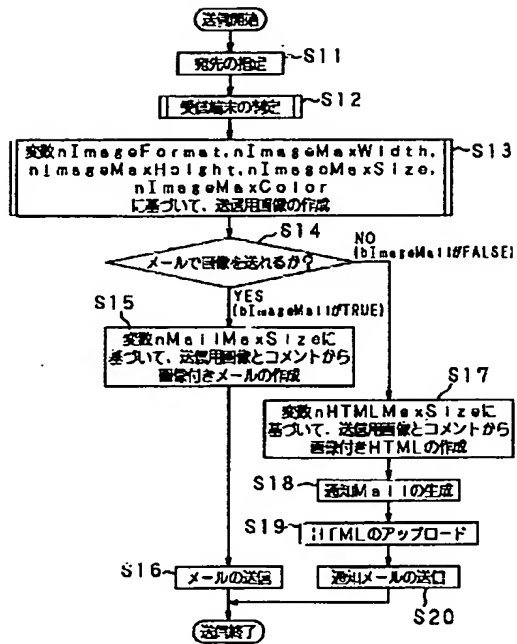 送信開始
S11
宛先の指定
S12
受信端末の判定
S13
変数nImageFormat,nImageMaxWidth,
nImageMaxHeight,nImageMaxSize,
nImageMaxColor
に基づいて、送信用画像の作成
S14
メールで画像を送れるか?
NO
(bImageMailがFALSE)
YES
(bImageMailがTRUE)
S15
変数nMailMaxSizeに
基づいて、送信用画像とコメントから
画像付きメールの作成
S17
変数nHTMLMaxSizeに
基づいて、送信用画像とコメントから
画像付きHTMLの作成
S18
通知Mailの生成
S19
HTMLのアップロード
S16
メールの送信
通知メールの送信
S20
送信終了